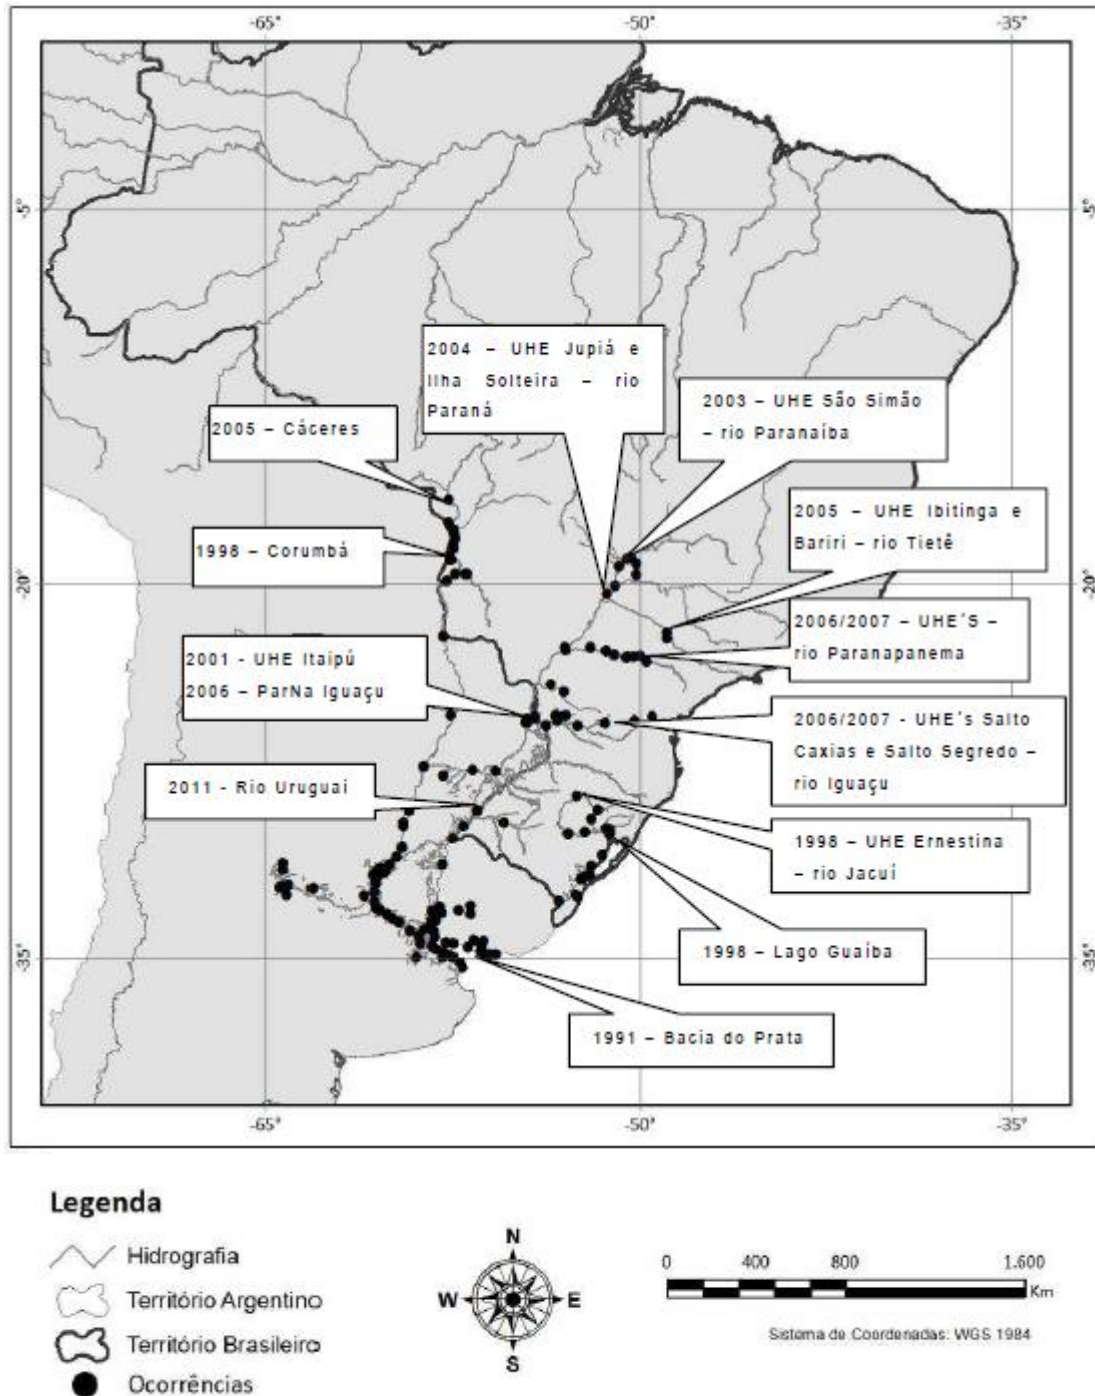 -65°
-50°
-35°
-5°
-5°
2004 – UHE Jupiá e
Ilha Solteira – rio
Paraná
2003 – UHE São Simão
– rio Paranaíba
2005 – Cáceres
2005 – UHE Ibitinga e
Bariri – rio Tietê
1998 – Corumbá
-20°
-20°
2006/2007 – UHE´S –
rio Paranapanema
2001 - UHE Itaipú
2006 – ParNa Iguaçu
2006/2007 - UHE´s Salto
Caxias e Salto Segredo –
rio Iguaçu
2011 - Rio Uruguai
1998 – UHE Ernestina
– rio Jacuí
1998 – Lago Guaíba
-35°
-35°
1991 – Bacia do Prata
-65°
-50°
-35°
Legenda
Hidrografia
Território Argentino
Território Brasileiro
Ocorrências
N
W
E
S
0 400 800 1.600
Km
Sistema de Coordenadas: WGS 1984